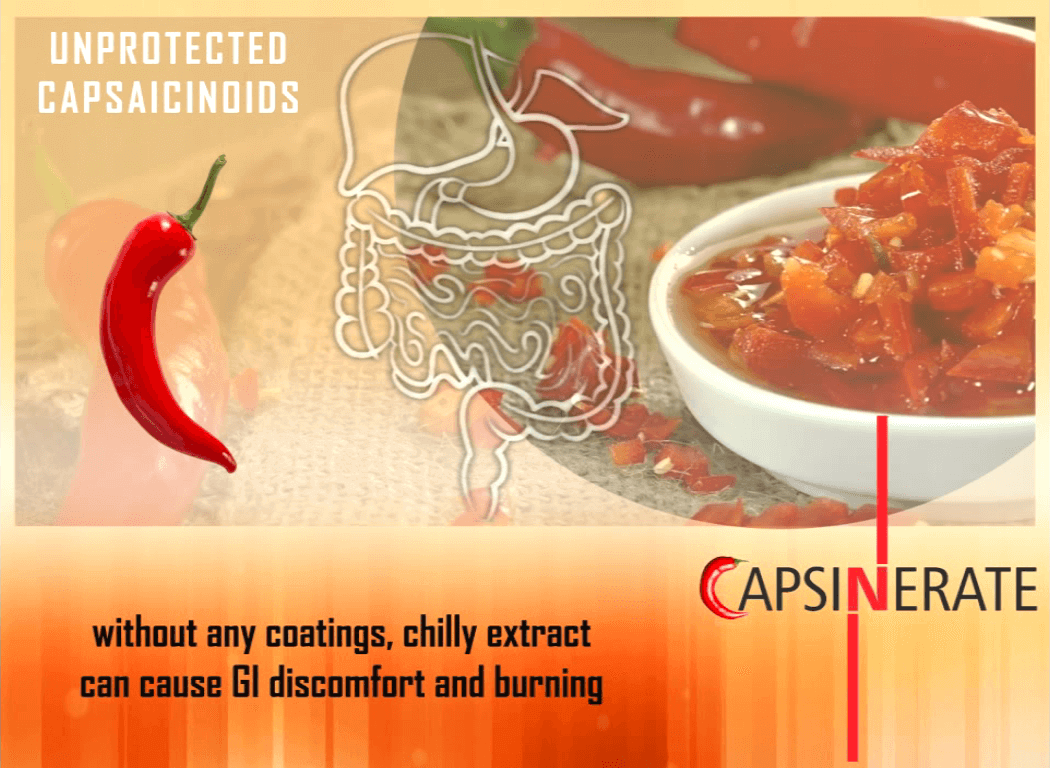 UNPROTECTED
CAPSAICINOIDS
CAPSINERATE
without any coatings, chilly extract
can cause GI discomfort and burning